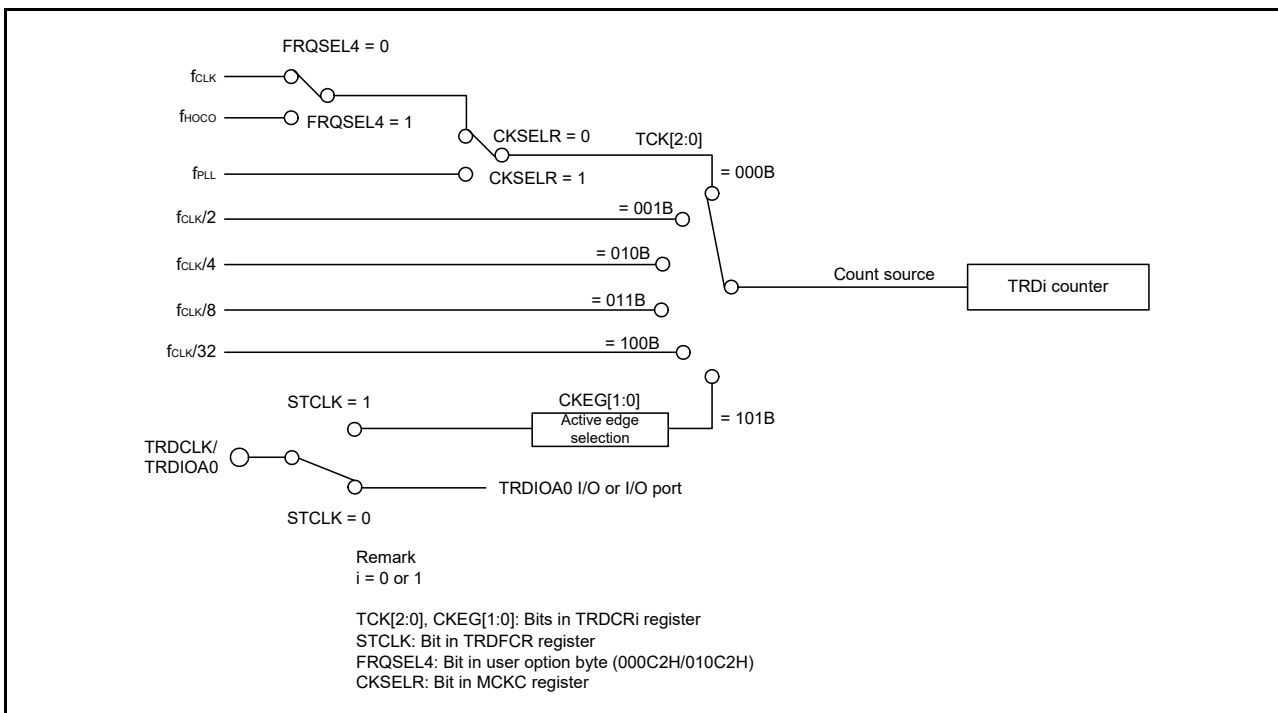 FRQSEL4 = 0
fCLK
fHOCO
FRQSEL4 = 1
CKSELR = 0
TCK[2:0]
fPLL
CKSELR = 1
= 000B
fCLK/2
= 001B
fCLK/4
= 010B
Count source
TRDi counter
fCLK/8
= 011B
fCLK/32
= 100B
STCLK = 1
CKEG[1:0]
Active edge
selection
= 101B
TRDCLK/
TRDIOA0
TRDIOA0 I/O or I/O port
STCLK = 0
Remark
i = 0 or 1
TCK[2:0], CKEG[1:0]: Bits in TRDCRi register
STCLK: Bit in TRDFCR register
FRQSEL4: Bit in user option byte (000C2H/010C2H)
CKSELR: Bit in MCKC register